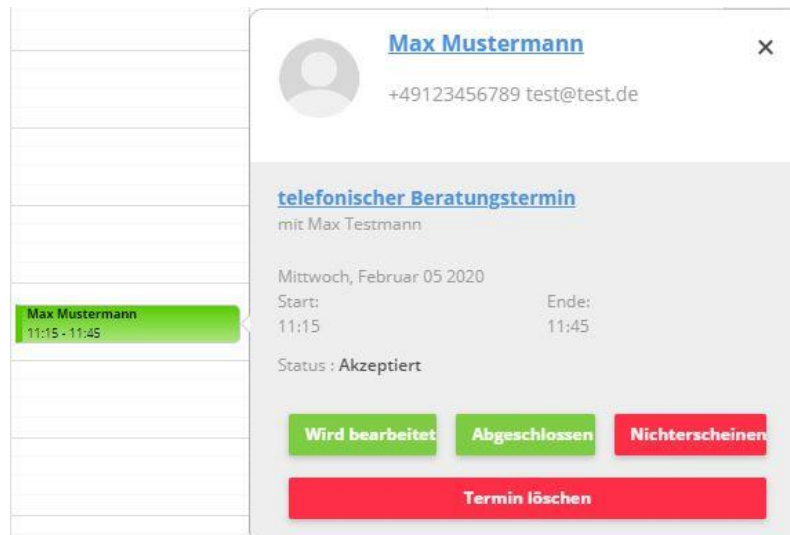 Max Mustermann
+49123456789 test@test.de
telefonischer Beratungstermin
mit Max Testmann
Mittwoch, Februar 05 2020
Start: Ende:
11:15 11:45
Status : Akzeptiert
Wird bearbeitet Abgeschlossen Nichterscheinen
Termin löschen
Max Mustermann
11:15 - 11:45